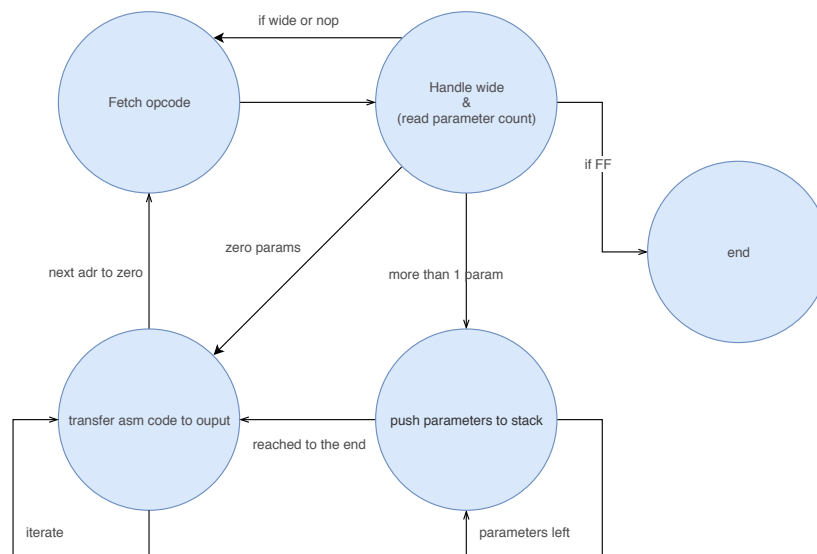 if wide or nop
Fetch opcode
Handle wide
&
(read parameter count)
if FF
end
zero params
next adr to zero
more than 1 param
transfer asm code to ouput
push parameters to stack
reached to the end
iterate
parameters left